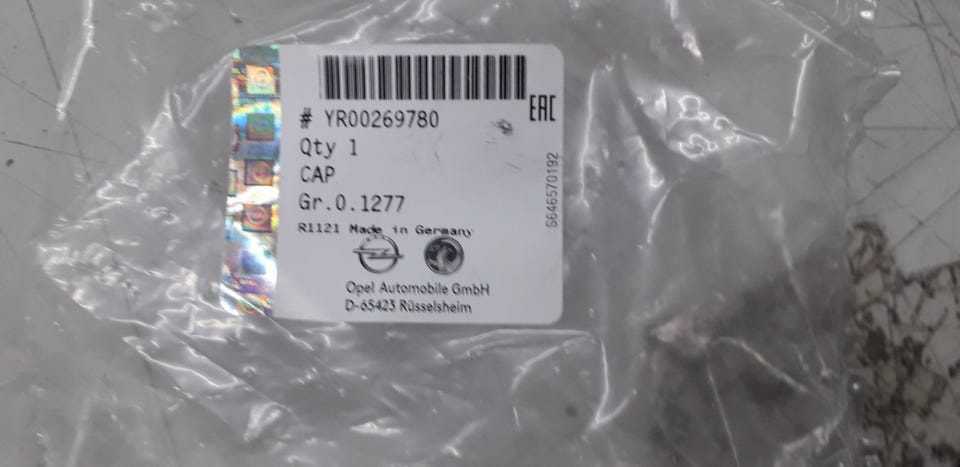 EAC
# YR00269780
Qty 1
CAP
Gr.0.1277
R1121 Made in Germany
Opel Automobile GmbH
D-65423 Rüsselsheim
S646570192